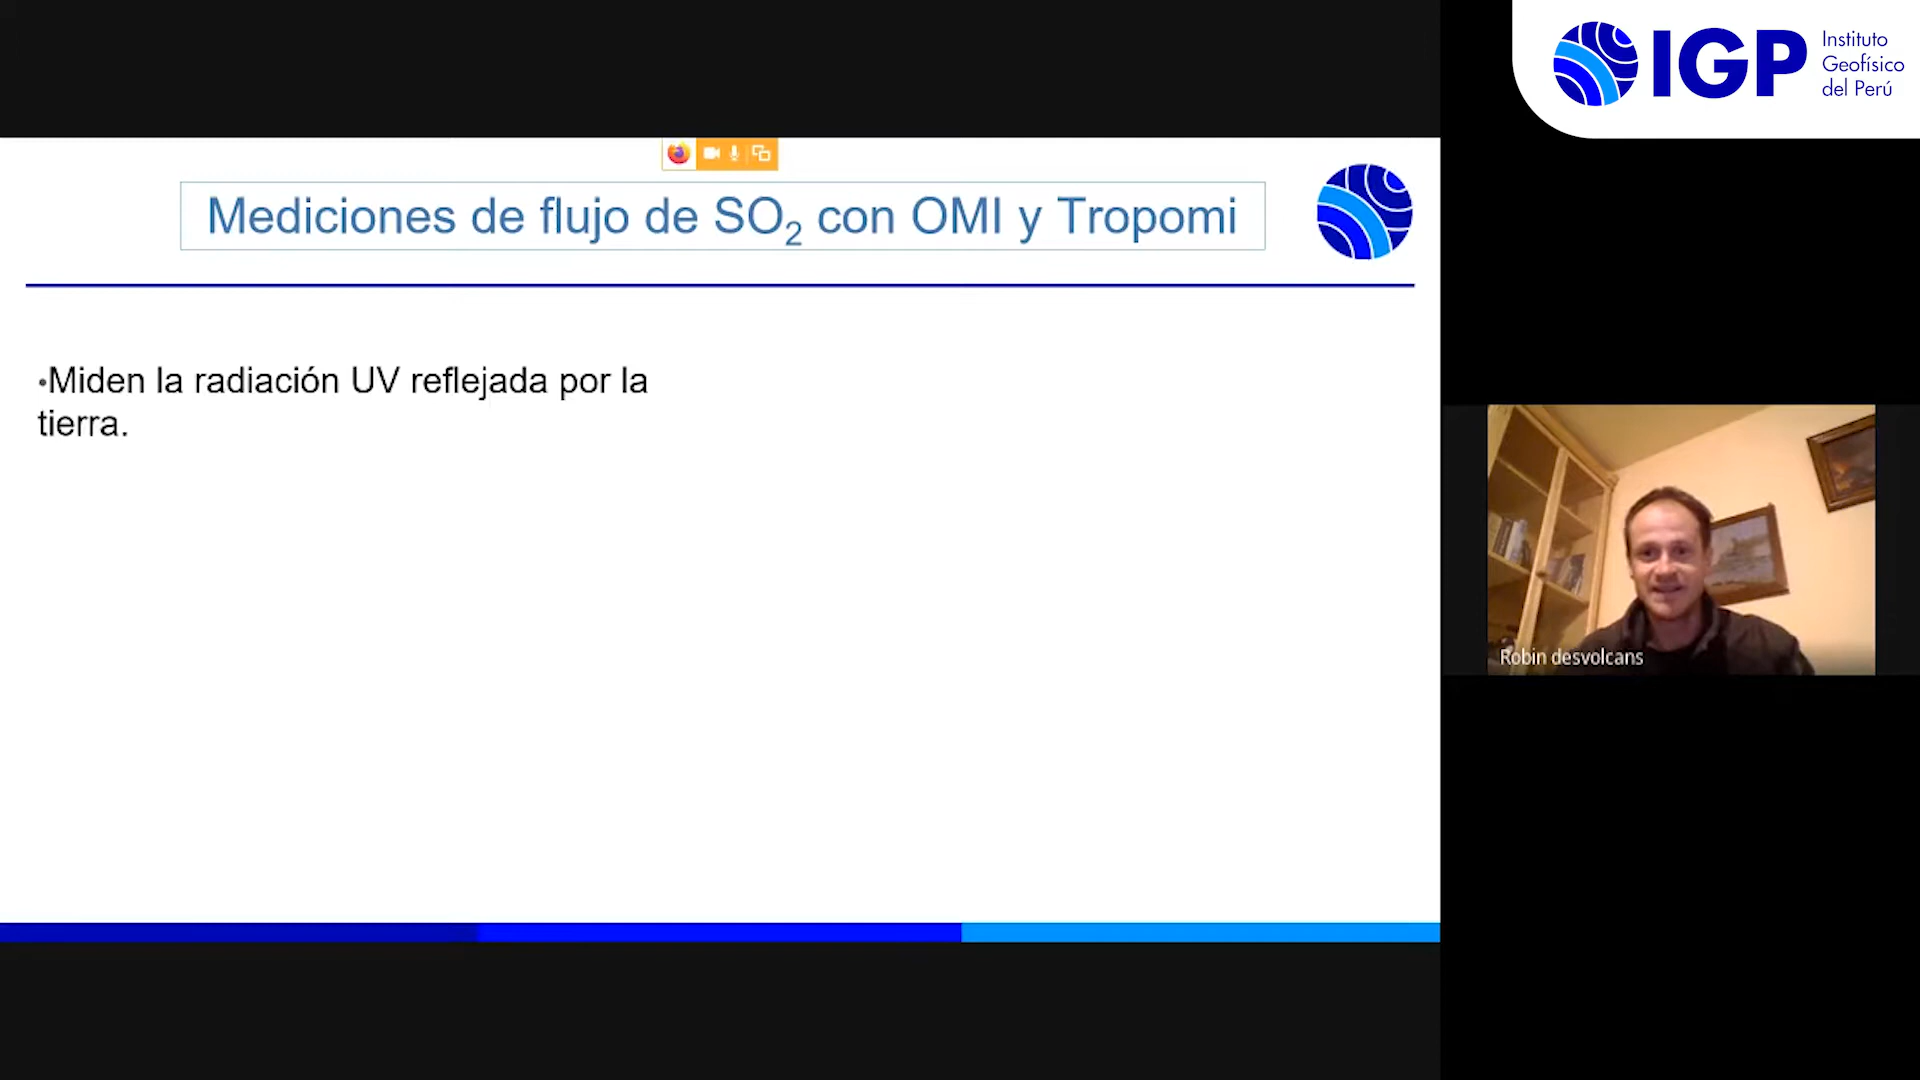 IGP
Instituto
Geofísico
del Perú
Mediciones de flujo de SO₂ con OMI y Tropomi
•Miden la radiación UV reflejada por la
tierra.
Robin desvolcans